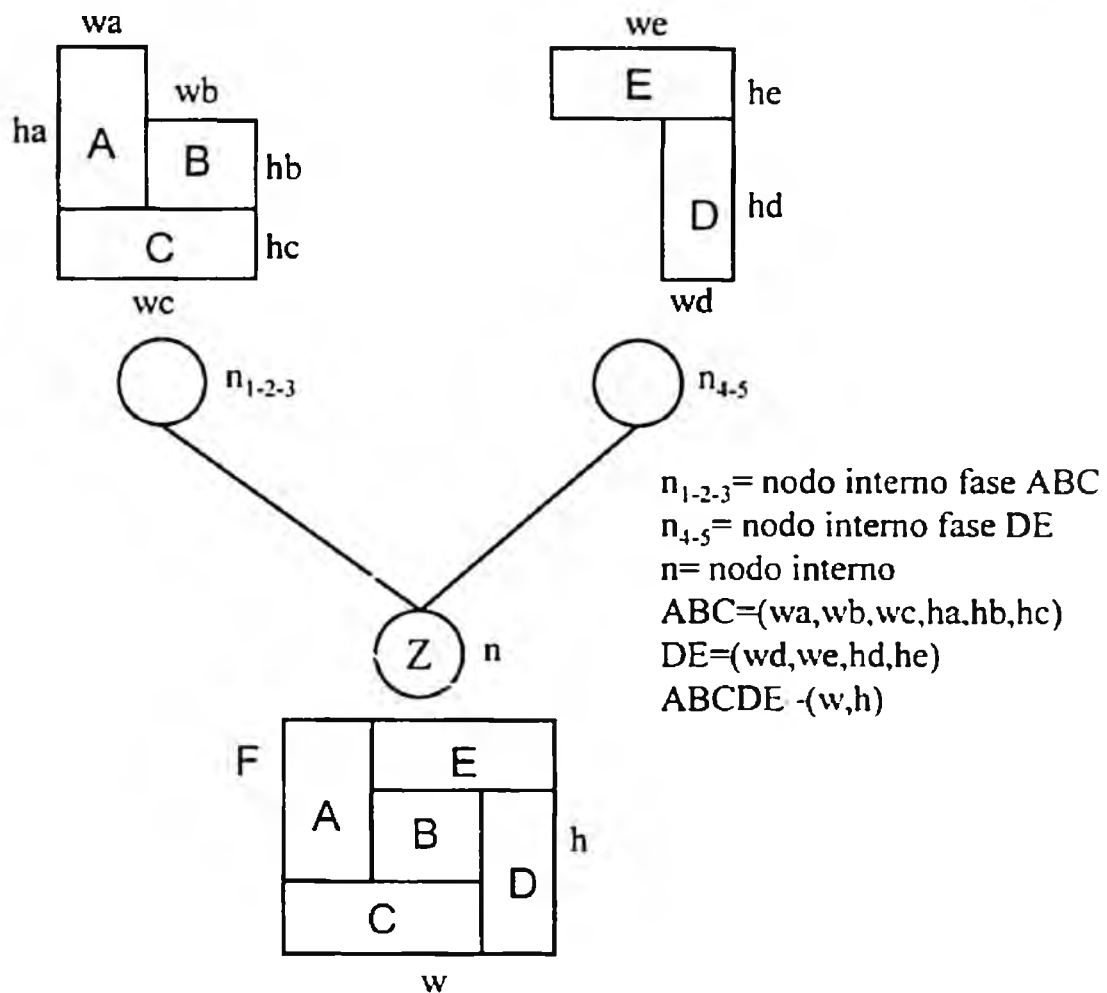 wa
we
E
he
wb
ha
A
B
hb
hd
D
C
hc
wc
wd
n₁₋₂₋₃
n₄₋₅
n₁₋₂₋₃= nodo interno fase ABC
n₄₋₅= nodo interno fase DE
n= nodo interno
ABC=(wa,wb,wc,ha,hb,hc)
DE=(wd,we,hd,he)
ABCDE -(w,h)
Z
n
F
E
A
B
h
D
C
w